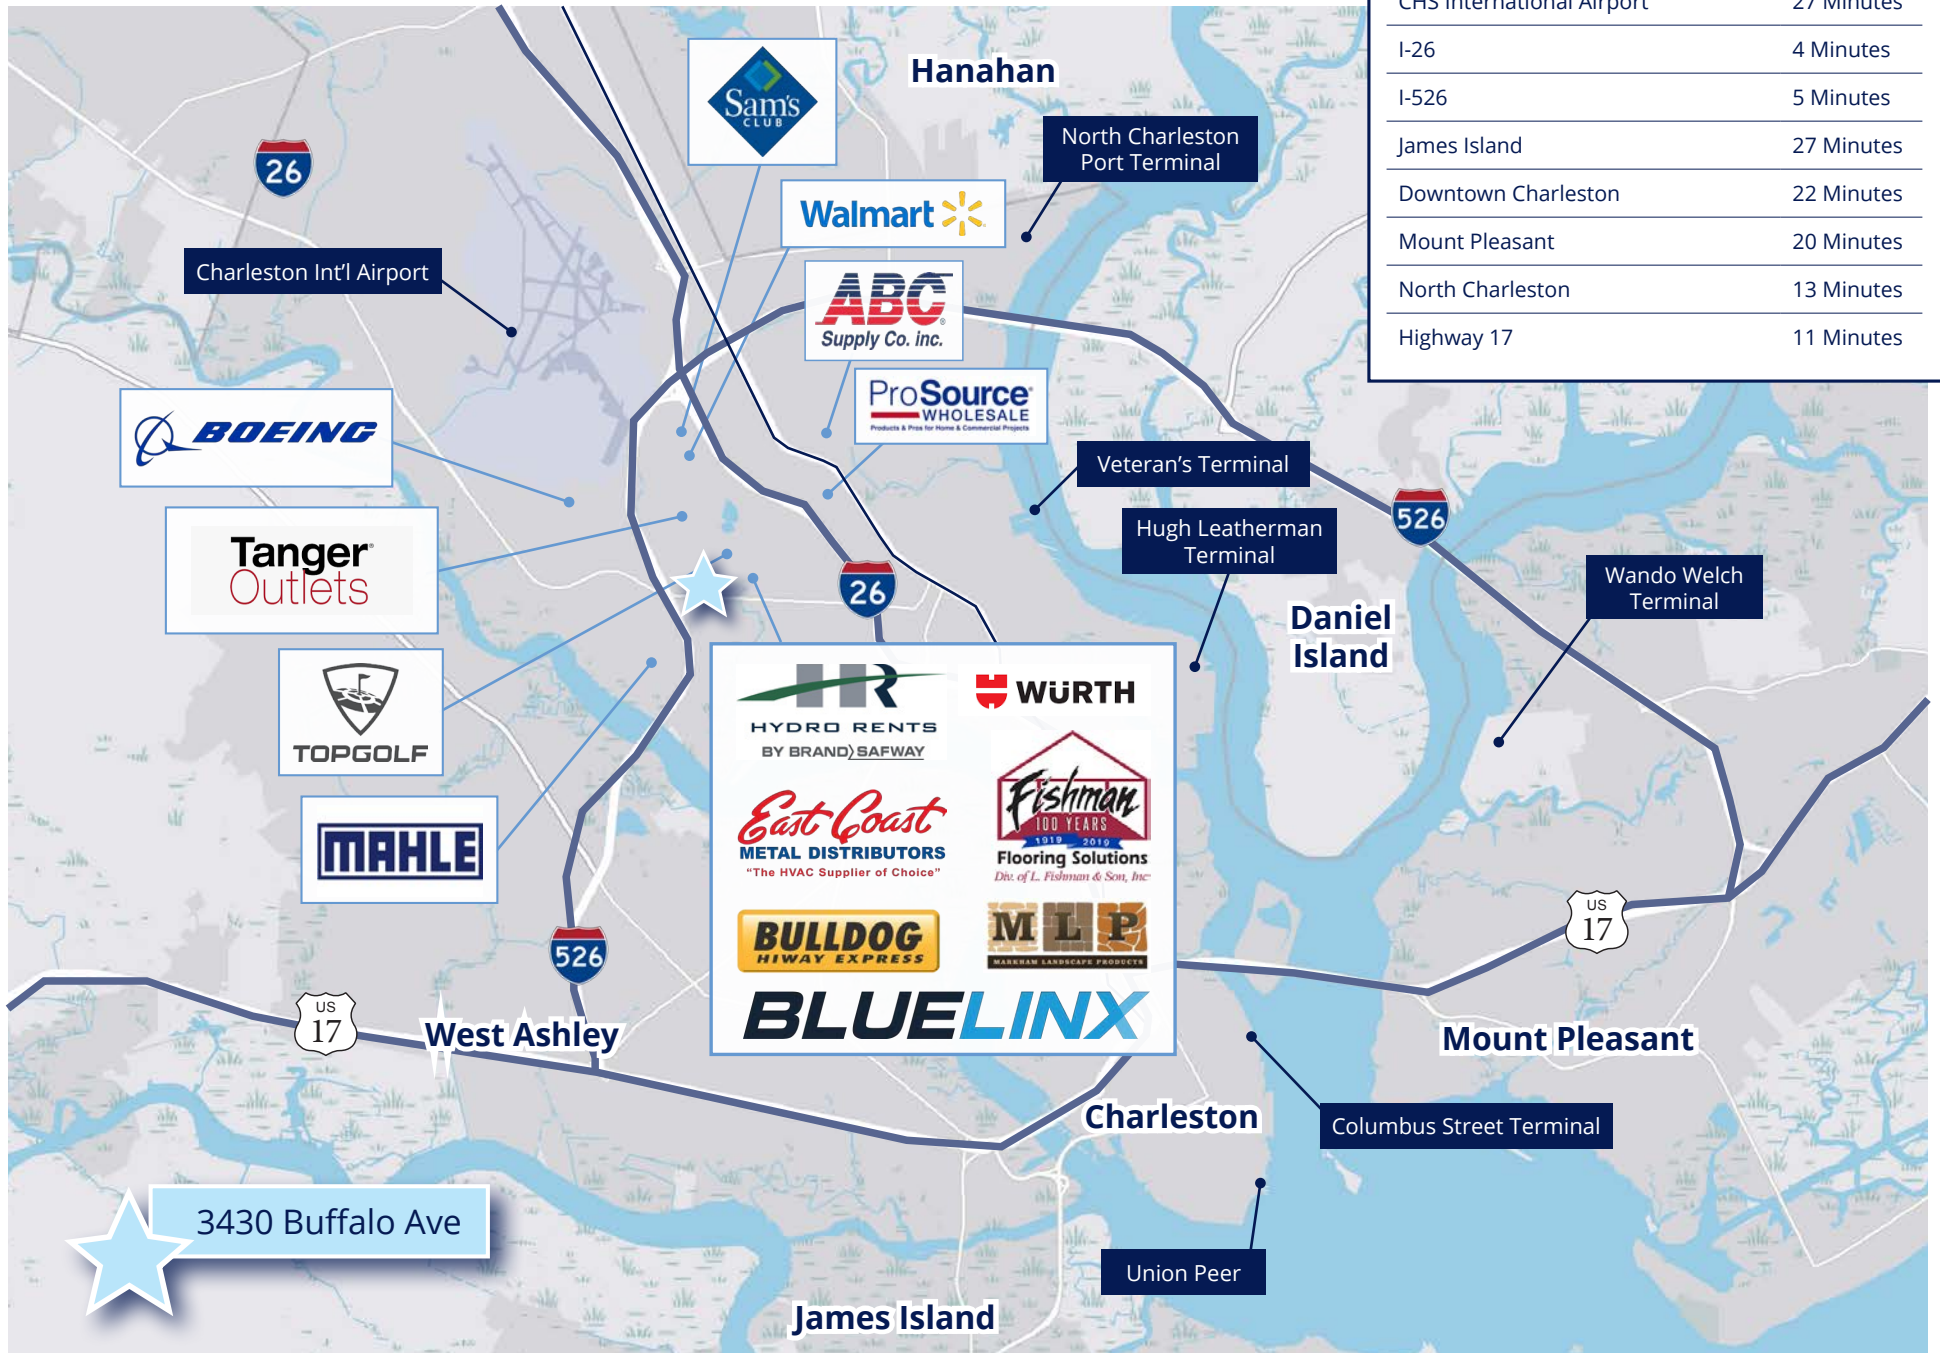 CHS International Airport 27 Minutes
I-26 4 Minutes
I-526 5 Minutes
James Island 27 Minutes
Downtown Charleston 22 Minutes
Mount Pleasant 20 Minutes
North Charleston 13 Minutes
Highway 17 11 Minutes
Hanahan
Sam's
CLUB
North Charleston
Port Terminal
26
Walmart
Charleston Int'l Airport
ABC
Supply Co. inc.
ProSource®
WHOLESALE
Products & Pros for Home & Commercial Projects
BOEING
Veteran's Terminal
526
Tanger®
Outlets
Hugh Leatherman
Terminal
26
Wando Welch
Terminal
Daniel
Island
TOPGOLF
HR
HYDRO RENTS
BY BRAND SAFWAY
WÜRTH
MAHLE
East Coast
METAL DISTRIBUTORS
"The HVAC Supplier of Choice"
Fishman
100 YEARS
1919 2019
Flooring Solutions
Div. of L. Fishman & Son, Inc
BULLDOG
HIWAY EXPRESS
MLP
MARKHAM LANDSCAPE PRODUCTS
BLUELINX
526
US
17
US
17
West Ashley
Mount Pleasant
Charleston
Columbus Street Terminal
3430 Buffalo Ave
Union Peer
James Island